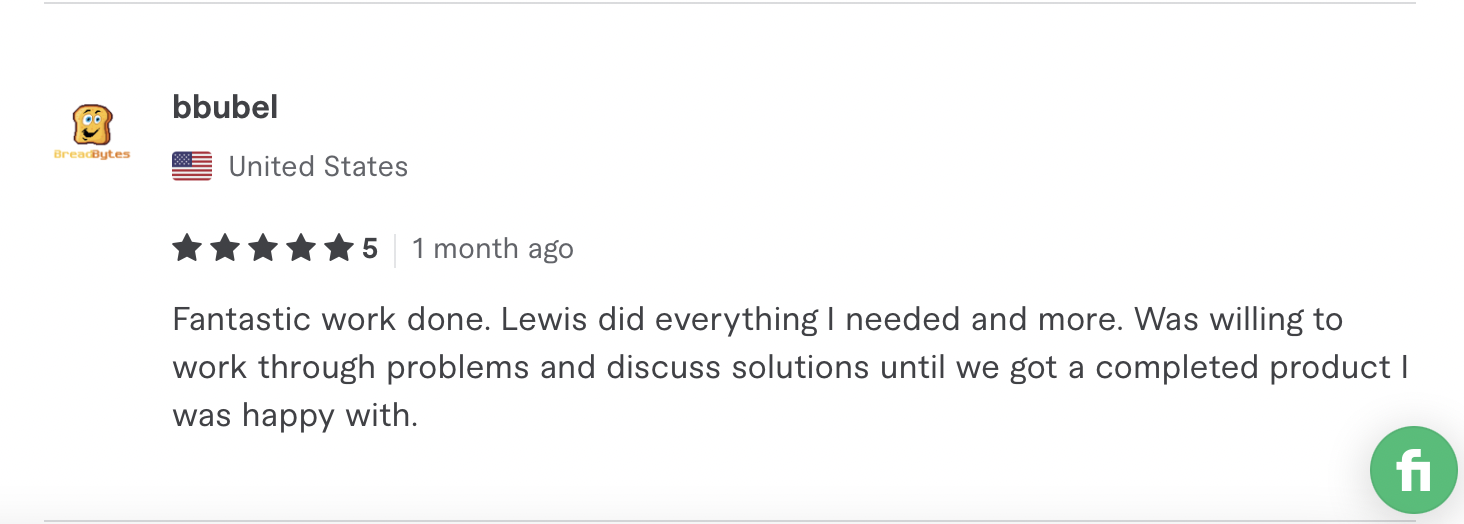 bbubel
BreadBytes
United States
5 1 month ago
Fantastic work done. Lewis did everything I needed and more. Was willing to
work through problems and discuss solutions until we got a completed product I
was happy with.
fi